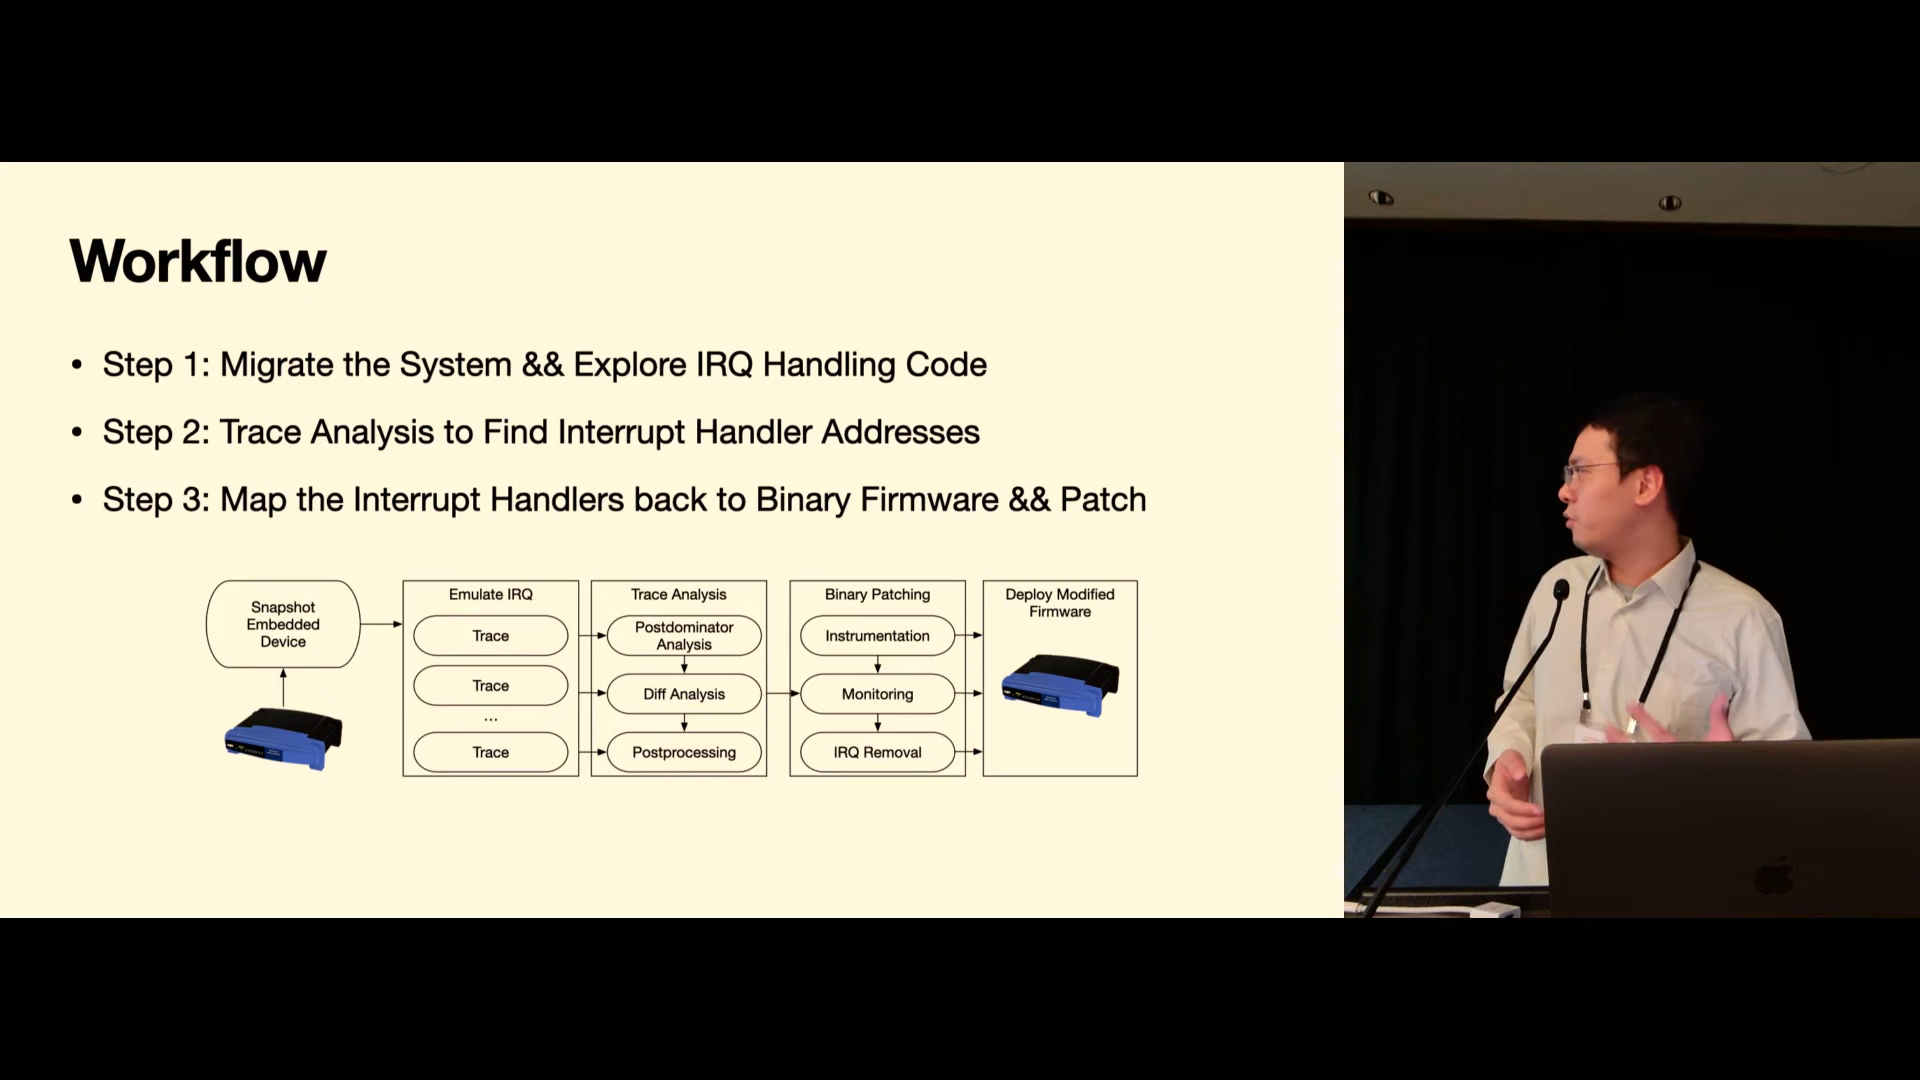 Workflow
• Step 1: Migrate the System && Explore IRQ Handling Code
• Step 2: Trace Analysis to Find Interrupt Handler Addresses
• Step 3: Map the Interrupt Handlers back to Binary Firmware && Patch
Snapshot
Embedded
Device
Emulate IRQ
Trace
Trace
...
Trace
Trace Analysis
Postdominator
Analysis
Diff Analysis
Postprocessing
Binary Patching
Instrumentation
Monitoring
IRQ Removal
Deploy Modified
Firmware